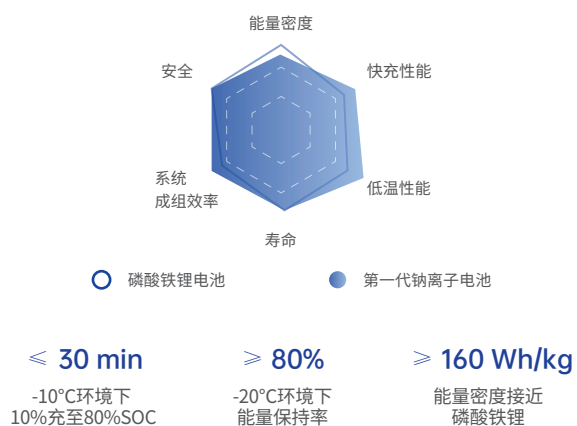 能量密度
安全
快充性能
系统
成组效率
低温性能
寿命
磷酸铁锂电池
第一代钠离子电池
⩽ 30 min
⩾ 80%
⩾ 160 Wh/kg
-10°C环境下
10%充至80%SOC
-20°C环境下
能量保持率
能量密度接近
磷酸铁锂